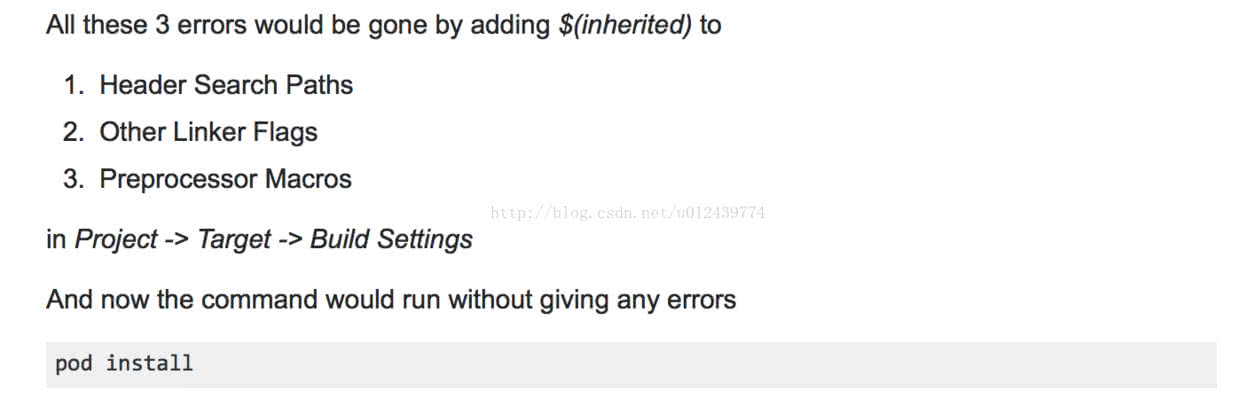 All these 3 errors would be gone by adding $(inherited) to
1. Header Search Paths
2. Other Linker Flags
3. Preprocessor Macros
http://blog.csdn.net/u012439774
in Project -> Target -> Build Settings
And now the command would run without giving any errors
pod install